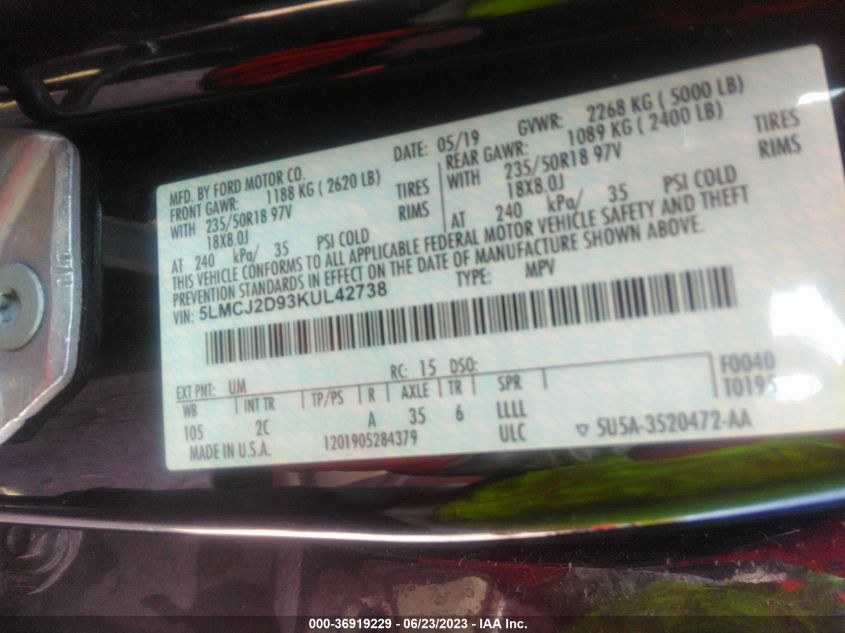 MFD. BY FORD MOTOR CO. DATE: 05/19 GVWR: 2268 KG ( 5000 LB)
FRONT GAWR: 1188 KG ( 2620 LB) REAR GAWR: 1089 KG ( 2400 LB)
WITH 235/50R18 97V TIRES WITH 235/50R18 97V TIRES
18X8.0J RIMS 18X8.0J RIMS
AT 240 kPa/ 35 PSI COLD AT 240 kPa/ 35 PSI COLD
THIS VEHICLE CONFORMS TO ALL APPLICABLE FEDERAL MOTOR VEHICLE SAFETY AND THEFT
PREVENTION STANDARDS IN EFFECT ON THE DATE OF MANUFACTURE SHOWN ABOVE.
VIN: 5LMCJ2D93KUL42738 TYPE: MPV
EXT PNT: UM RC: 15 DSO: F0040
WB INT TR TP/PS R AXLE TR SPR T0195
105 2C A 35 6 LLLL
MADE IN U.S.A. 1201905284379 ULC 5U5A-3520472-AA
000-36919229 - 06/23/2023 - IAA Inc.